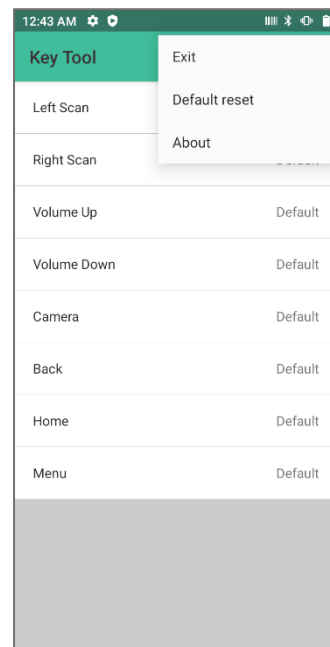 12:43 AM
Key Tool
Exit
Default reset
About
Left Scan
Right Scan
Volume Up Default
Volume Down Default
Camera Default
Back Default
Home Default
Menu Default